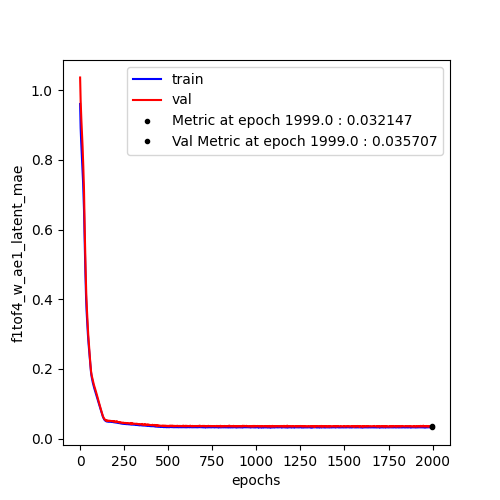 train
val
Metric at epoch 1999.0 : 0.032147
Val Metric at epoch 1999.0 : 0.035707
f1tof4_w_ae1_latent_mae
1.0
0.8
0.6
0.4
0.2
0.0
0 250 500 750 1000 1250 1500 1750 2000
epochs